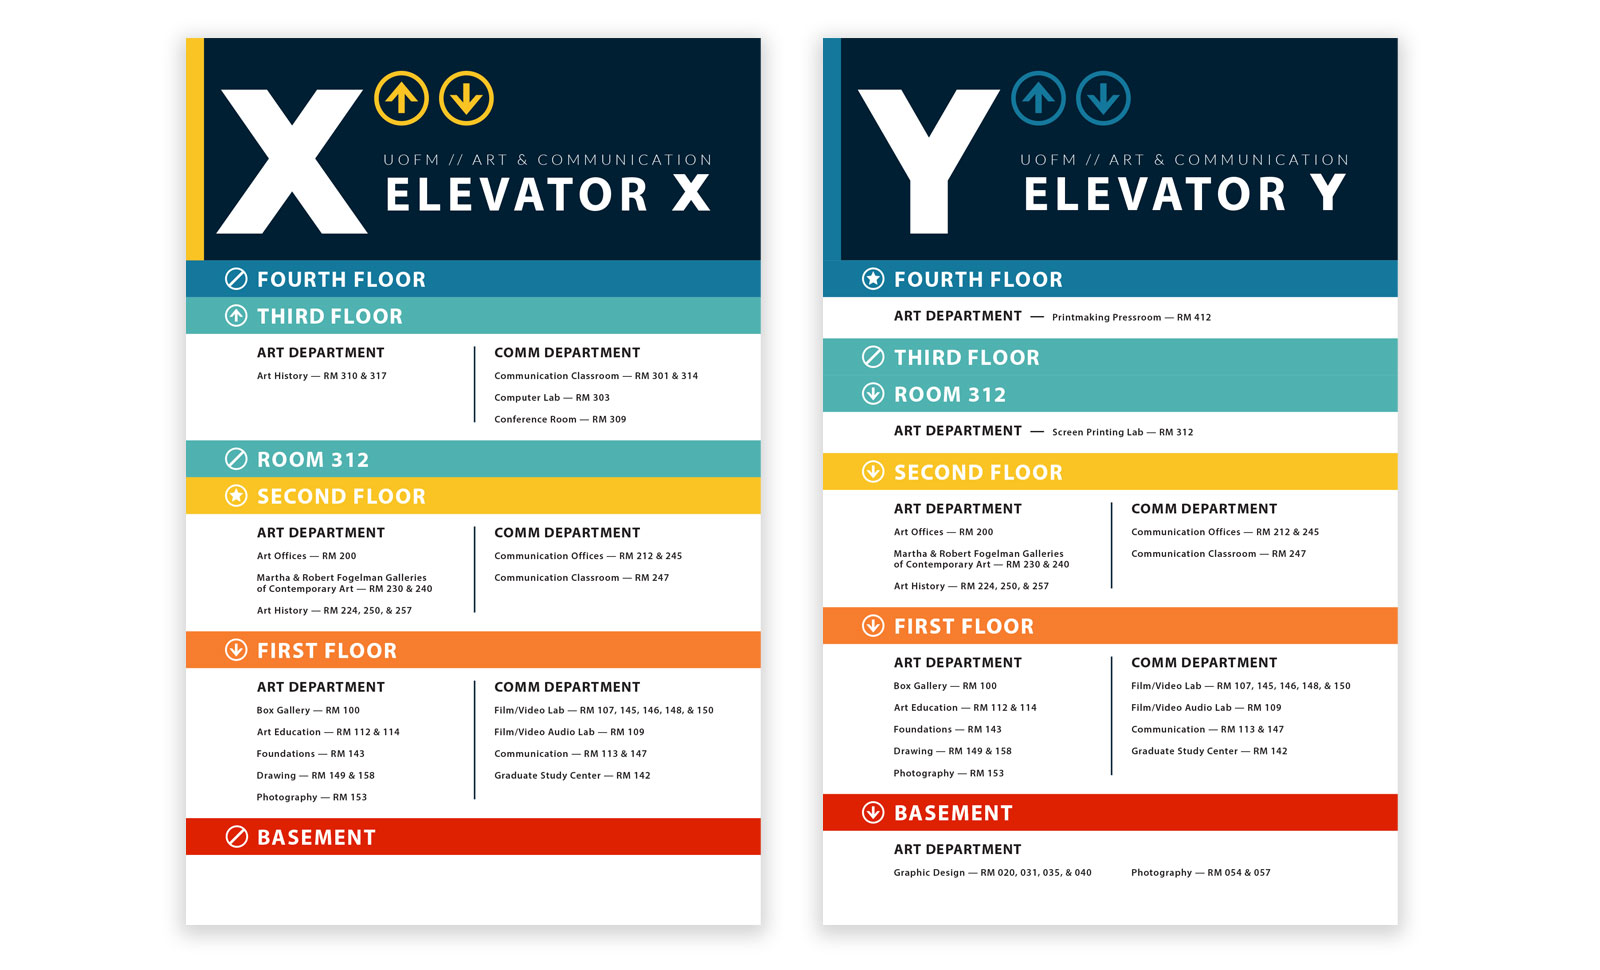 X
UOFM // ART & COMMUNICATION
ELEVATOR X
FOURTH FLOOR
THIRD FLOOR
ART DEPARTMENT
Art History — RM 310 & 317
COMM DEPARTMENT
Communication Classroom — RM 301 & 314
Computer Lab — RM 303
Conference Room — RM 309
ROOM 312
SECOND FLOOR
ART DEPARTMENT
Art Offices — RM 200
Martha & Robert Fogelman Galleries
of Contemporary Art — RM 230 & 240
Art History — RM 224, 250, & 257
COMM DEPARTMENT
Communication Offices — RM 212 & 245
Communication Classroom — RM 247
FIRST FLOOR
ART DEPARTMENT
Box Gallery — RM 100
Art Education — RM 112 & 114
Foundations — RM 143
Drawing — RM 149 & 158
Photography — RM 153
COMM DEPARTMENT
Film/Video Lab — RM 107, 145, 146, 148, & 150
Film/Video Audio Lab — RM 109
Communication — RM 113 & 147
Graduate Study Center — RM 142
BASEMENT
Y
UOFM // ART & COMMUNICATION
ELEVATOR Y
FOURTH FLOOR
ART DEPARTMENT — Printmaking Pressroom — RM 412
THIRD FLOOR
ROOM 312
ART DEPARTMENT — Screen Printing Lab — RM 312
SECOND FLOOR
ART DEPARTMENT
Art Offices — RM 200
Martha & Robert Fogelman Galleries
of Contemporary Art — RM 230 & 240
Art History — RM 224, 250, & 257
COMM DEPARTMENT
Communication Offices — RM 212 & 245
Communication Classroom — RM 247
FIRST FLOOR
ART DEPARTMENT
Box Gallery — RM 100
Art Education — RM 112 & 114
Foundations — RM 143
Drawing — RM 149 & 158
Photography — RM 153
COMM DEPARTMENT
Film/Video Lab — RM 107, 145, 146, 148, & 150
Film/Video Audio Lab — RM 109
Communication — RM 113 & 147
Graduate Study Center — RM 142
BASEMENT
ART DEPARTMENT
Graphic Design — RM 020, 031, 035, & 040
Photography — RM 054 & 057